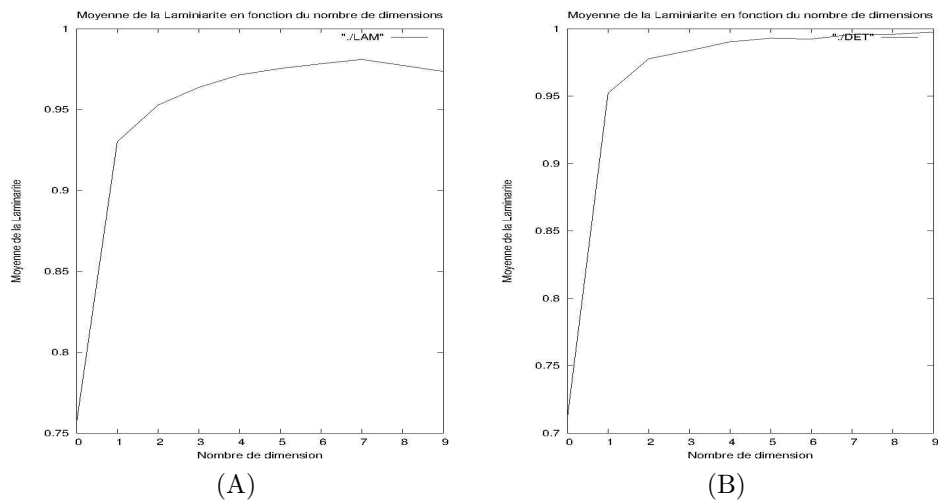 Moyenne de la Laminiarite en fonction du nombre de dimensions
"./LAM"
1
0.95
0.9
0.85
0.8
0.75
Moyenne de la Laminiarite
0 1 2 3 4 5 6 7 8 9
Nombre de dimension
(A)
Moyenne de la Laminiarite en fonction du nombre de dimensions
"./DET"
1
0.95
0.9
0.85
0.8
0.75
0.7
Moyenne de la Laminiarite
0 1 2 3 4 5 6 7 8 9
Nombre de dimension
(B)